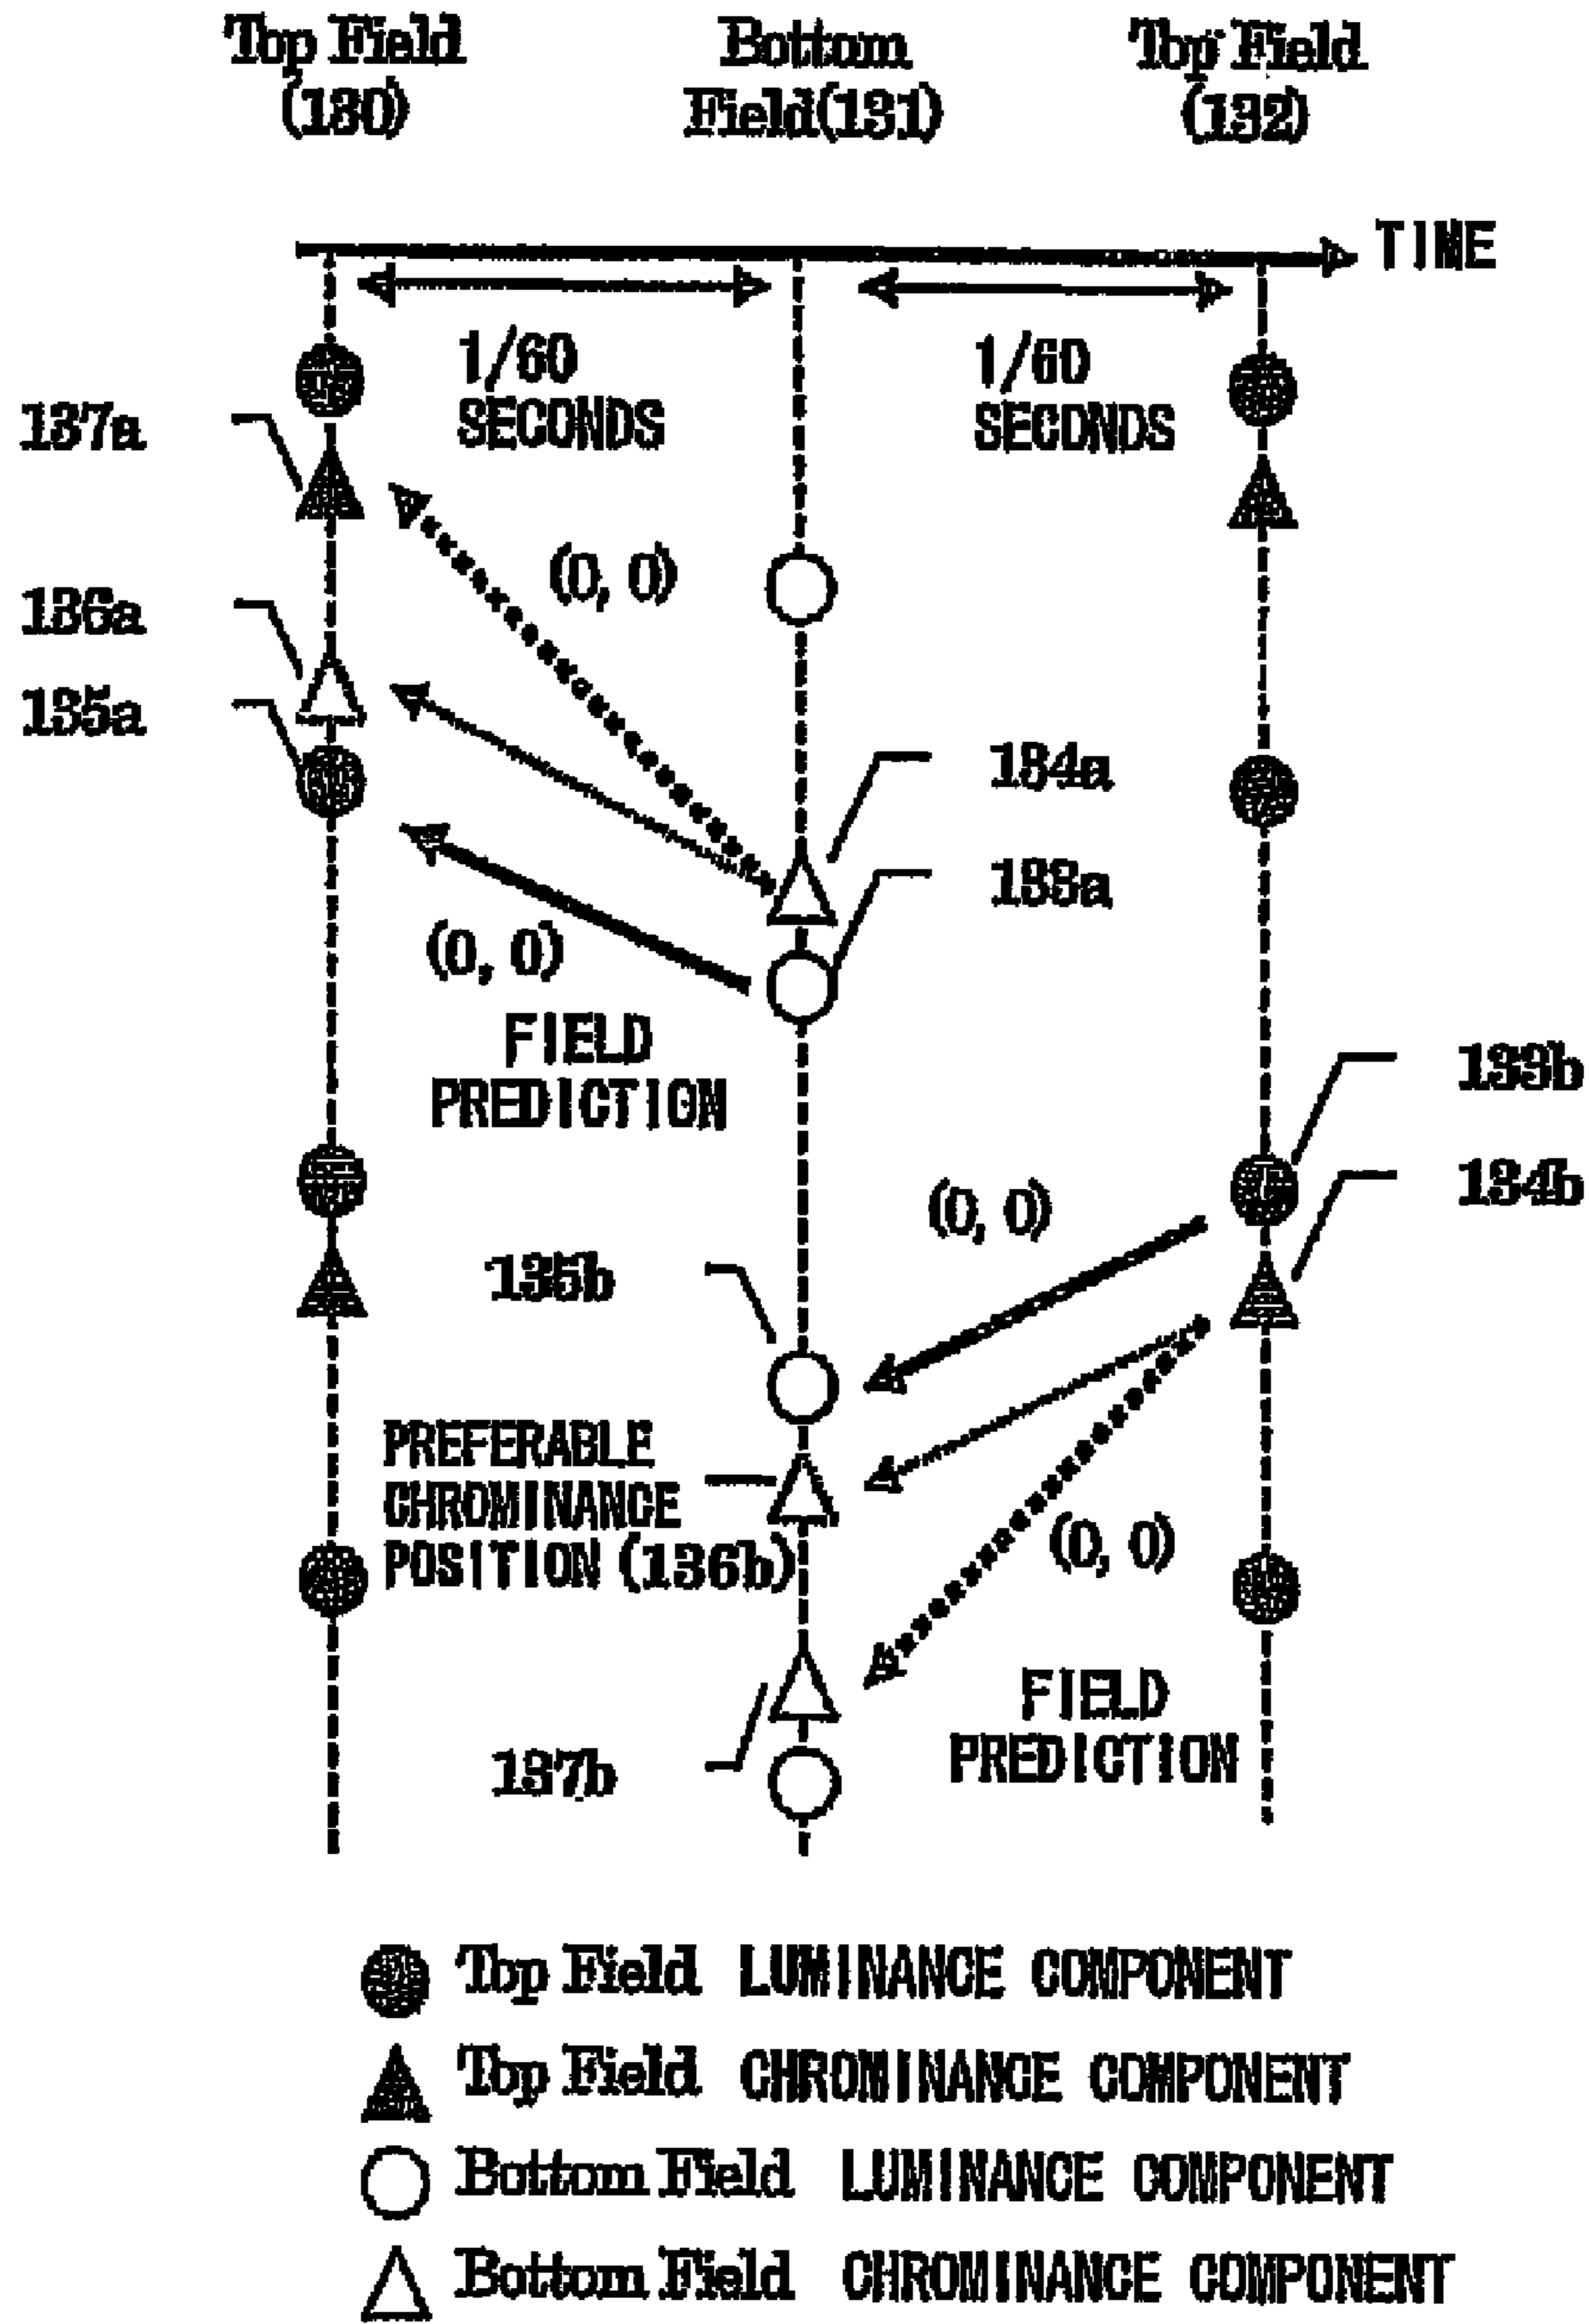 Top Field
(130)
Bottom
Field(131)
Top Field
(132)
TIME
1/60
SECONDS
1/60
SECONDS
137a
(0, 0)
136a
135a
134a
133a
(0, 0)
FIELD
PREDICTION
133b
134b
(0, 0)
135b
PREFERABLE
CHROMINANCE
POSITION (136b)
(0, 0)
FIELD
PREDICTION
137b
Top Field LUMINANCE COMPONENT
Top Field CHROMINANCE COMPONENT
Bottom Field LUMINANCE COMPONENT
Bottom Field CHROMINANCE COMPONENT